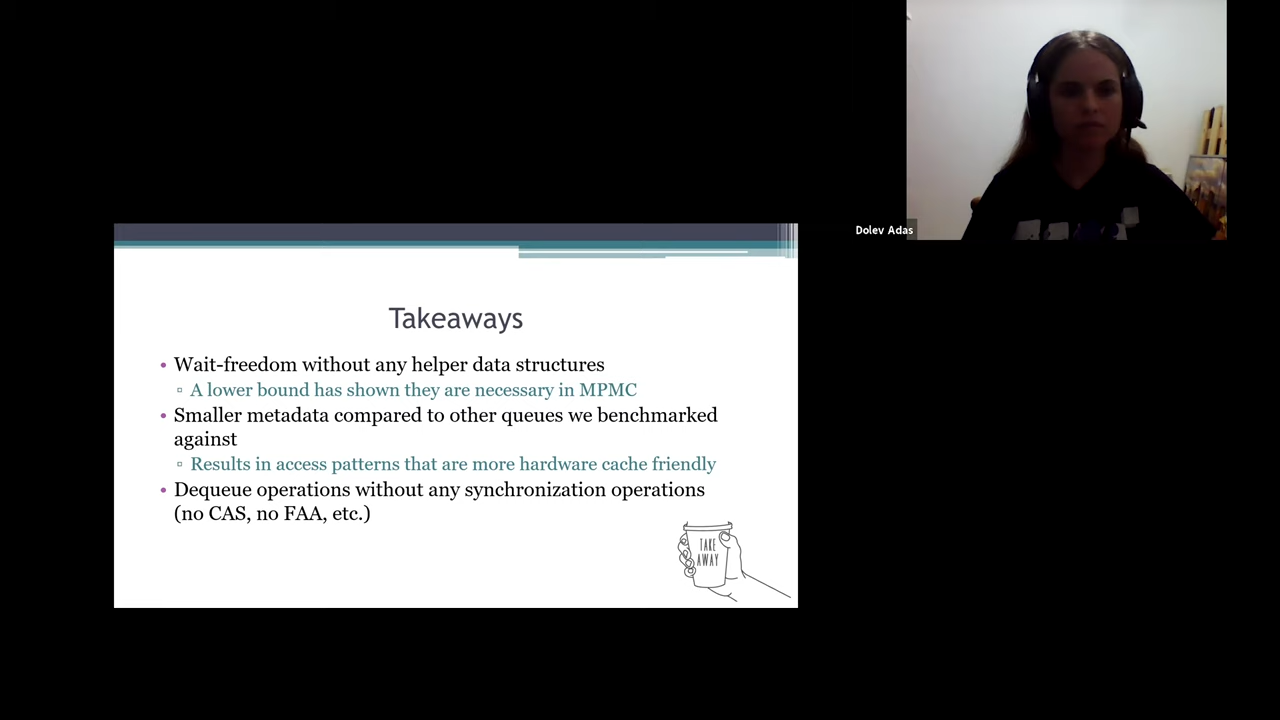 Dolev Adas
Takeaways
• Wait-freedom without any helper data structures
▫ A lower bound has shown they are necessary in MPMC
• Smaller metadata compared to other queues we benchmarked
against
▫ Results in access patterns that are more hardware cache friendly
• Dequeue operations without any synchronization operations
(no CAS, no FAA, etc.)
TAKE
AWAY